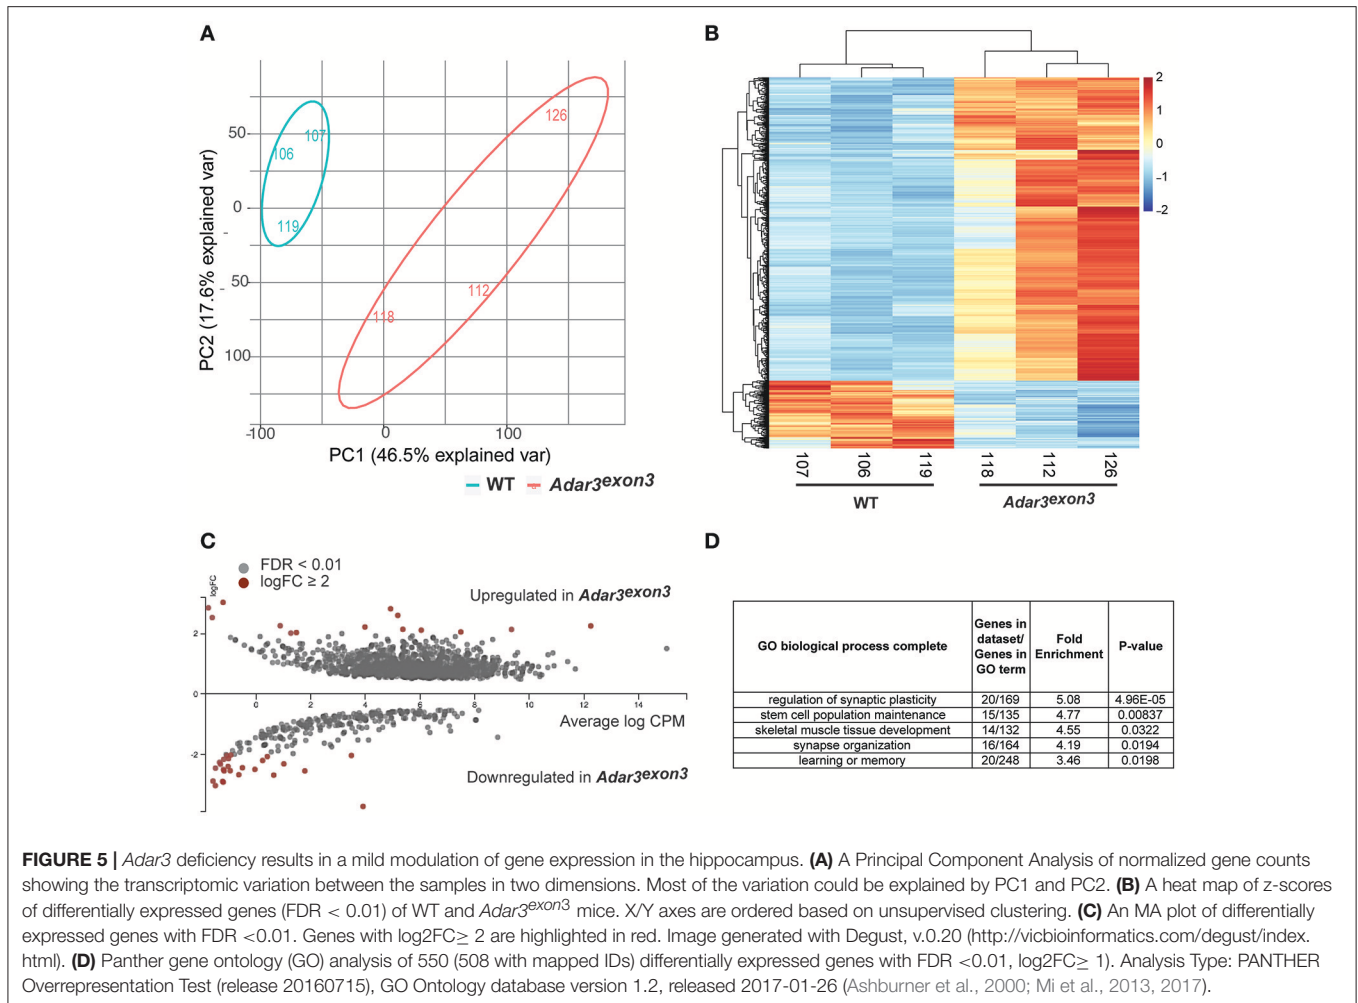 A
50
0
-
50
-
100
-100
0
100
107
106
119
126
112
118
PC2 (17.6% explained var)
PC1 (46.5% explained var)
WT Adar3exon3
B
2
1
0
−1
−2
107 106 119 118 112 126
WT Adar3exon3
C
logFC
FDR < 0.01
logFC ≥ 2
Upregulated in Adar3exon3
2
0
-2
0 2 4 6 8 10 12 14
Average log CPM
Downregulated in Adar3exon3
D
GO biological process complete Genes in dataset/ Genes in GO term Fold Enrichment P-value
regulation of synaptic plasticity 20/169 5.08 4.96E-05
stem cell population maintenance 15/135 4.77 0.00837
skeletal muscle tissue development 14/132 4.55 0.0322
synapse organization 16/164 4.19 0.0194
learning or memory 20/248 3.46 0.0198
FIGURE 5 | Adar3 deficiency results in a mild modulation of gene expression in the hippocampus. (A) A Principal Component Analysis of normalized gene counts
showing the transcriptomic variation between the samples in two dimensions. Most of the variation could be explained by PC1 and PC2. (B) A heat map of z-scores
of differentially expressed genes (FDR < 0.01) of WT and Adar3exon3 mice. X/Y axes are ordered based on unsupervised clustering. (C) An MA plot of differentially
expressed genes with FDR <0.01. Genes with log2FC≥ 2 are highlighted in red. Image generated with Degust, v.0.20 (http://vicbioinformatics.com/degust/index.
html). (D) Panther gene ontology (GO) analysis of 550 (508 with mapped IDs) differentially expressed genes with FDR <0.01, log2FC≥ 1). Analysis Type: PANTHER
Overrepresentation Test (release 20160715), GO Ontology database version 1.2, released 2017-01-26 (Ashburner et al., 2000; Mi et al., 2013, 2017).